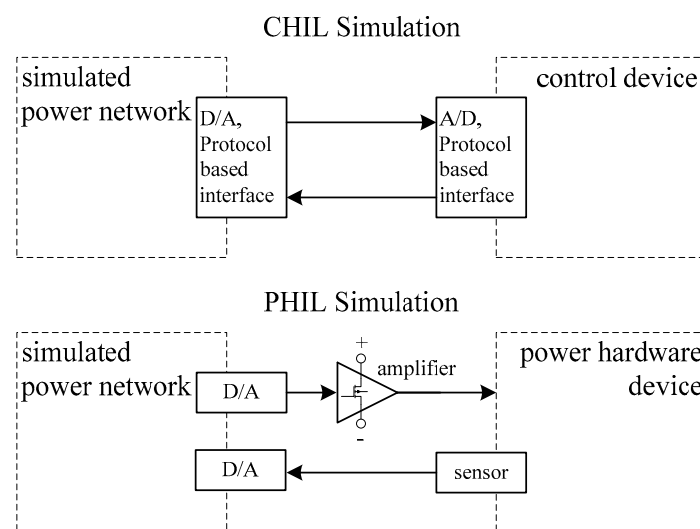 CHIL Simulation
simulated
power network
control device
D/A,
Protocol
based
interface
A/D,
Protocol
based
interface
PHIL Simulation
simulated
power network
+
amplifier
-
power hardware
device
D/A
D/A
sensor